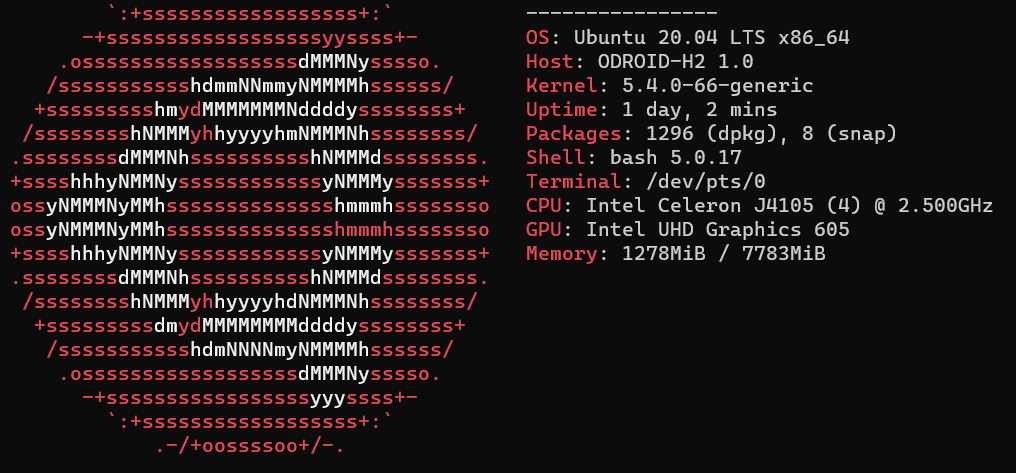 `:+ssssssssssssssssss+:`           ----------------
-+ssssssssssssssssssyyssss+-         OS: Ubuntu 20.04 LTS x86_64
.ossssssssssssssssssdMMMNysssso.       Host: ODROID-H2 1.0
/ssssssssssshdmmNNmmyNMMMMhssssss/      Kernel: 5.4.0-66-generic
+ssssssssshmydMMMMMMMNddddyssssssss+     Uptime: 1 day, 2 mins
/sssssssshNMMMyhhyyyyhmNMMMNhssssssss/    Packages: 1296 (dpkg), 8 (snap)
.ssssssssdMMMNhsssssssssshNMMMdssssssss.   Shell: bash 5.0.17
+sssshhhyNMMNyssssssssssssyNMMMysssssss+   Terminal: /dev/pts/0
ossyNMMMNyMMhsssssssssssssshmmmhssssssso   CPU: Intel Celeron J4105 (4) @ 2.500GHz
ossyNMMMNyMMhsssssssssssssshmmmhssssssso   GPU: Intel UHD Graphics 605
+sssshhhyNMMNyssssssssssssyNMMMysssssss+   Memory: 1278MiB / 7783MiB
.ssssssssdMMMNhsssssssssshNMMMdssssssss.
/sssssssshNMMMyhhyyyyhdNMMMNhssssssss/
+sssssssssdmydMMMMMMMMddddyssssssss+
/ssssssssssshdmNNNNmyNMMMMhssssss/
.ossssssssssssssssssdMMMNysssso.
-+sssssssssssssssssyyyssss+-
`:+ssssssssssssssssss+:`
.-/+oossssoo+/-.